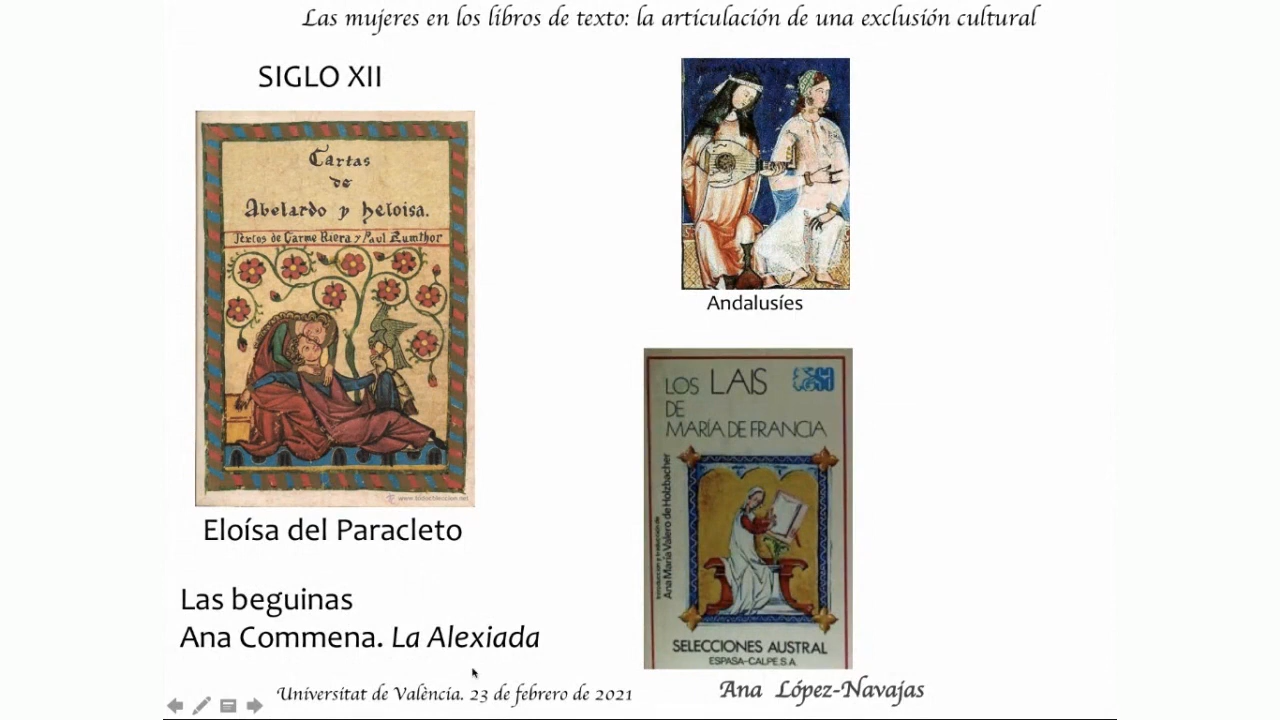 Las mujeres en los libros de texto: la articulación de una exclusión cultural
SIGLO XII
Cartas
de
Abelardo y heloisa.
Textos de Carme Riera y Paul Zumthor
www.todocoleccion.net
Eloísa del Paracleto
Las beguinas
Ana Commena. La Alexiada
Andalusíes
LOS LAIS
DE
MARÍA DE FRANCIA
Introducción y traducción de
Ana María Valero de Holzbacher
SELECCIONES AUSTRAL
ESPASA-CALPE, S.A.
Universitat de València. 23 de febrero de 2021
Ana López-Navajas